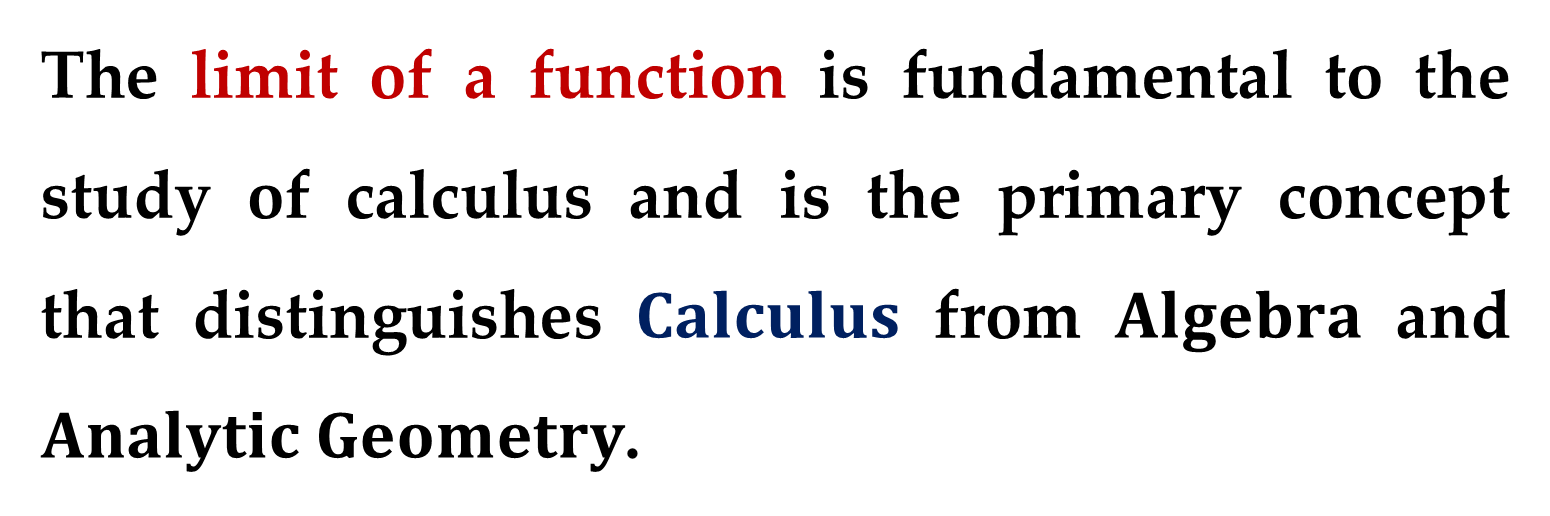 The limit of a function is fundamental to the
study of calculus and is the primary concept
that distinguishes Calculus from Algebra and
Analytic Geometry.